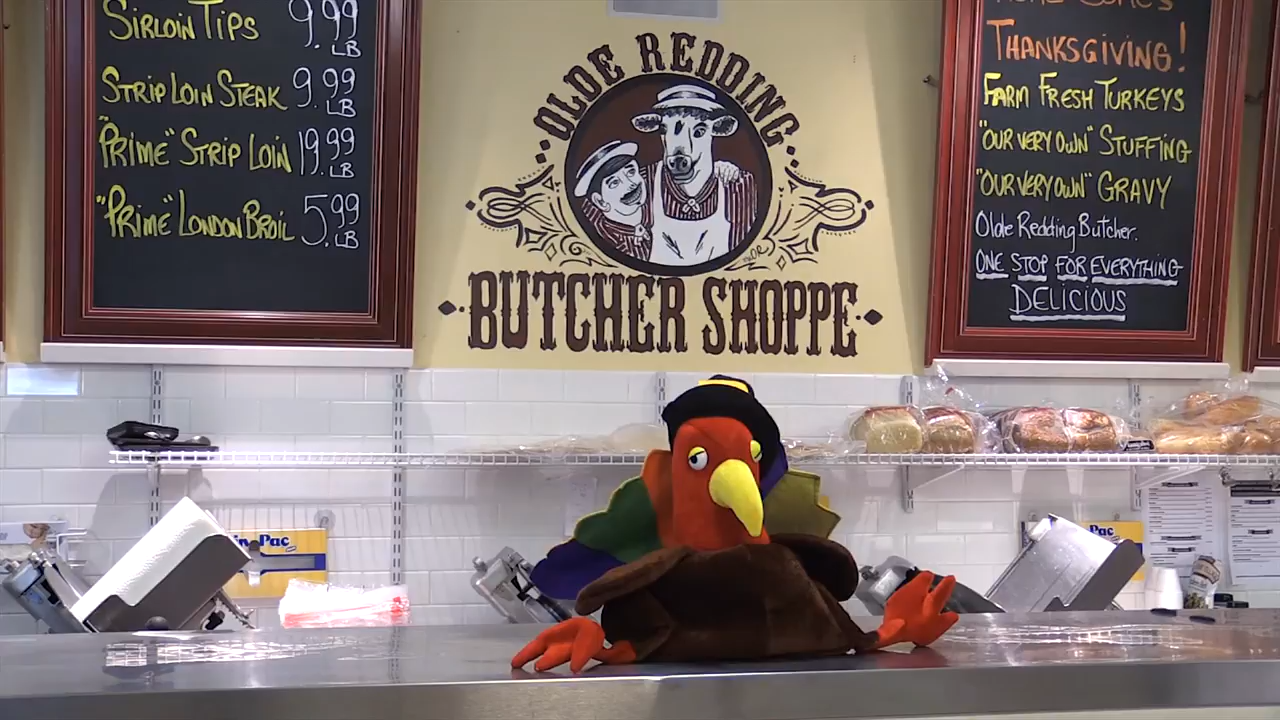 Sirloin Tips 9.99 LB
Strip Loin Steak 9.99 LB
"Prime" Strip Loin 19.99 LB
"Prime" London Broil 5.99 LB
OLDE REDDING
BUTCHER SHOPPE
Thanksgiving!
Farm Fresh Turkeys
"Our Very Own" Stuffing
"Our Very Own" Gravy
Olde Redding Butcher.
One Stop For Everything
Delicious
Pac
Pac